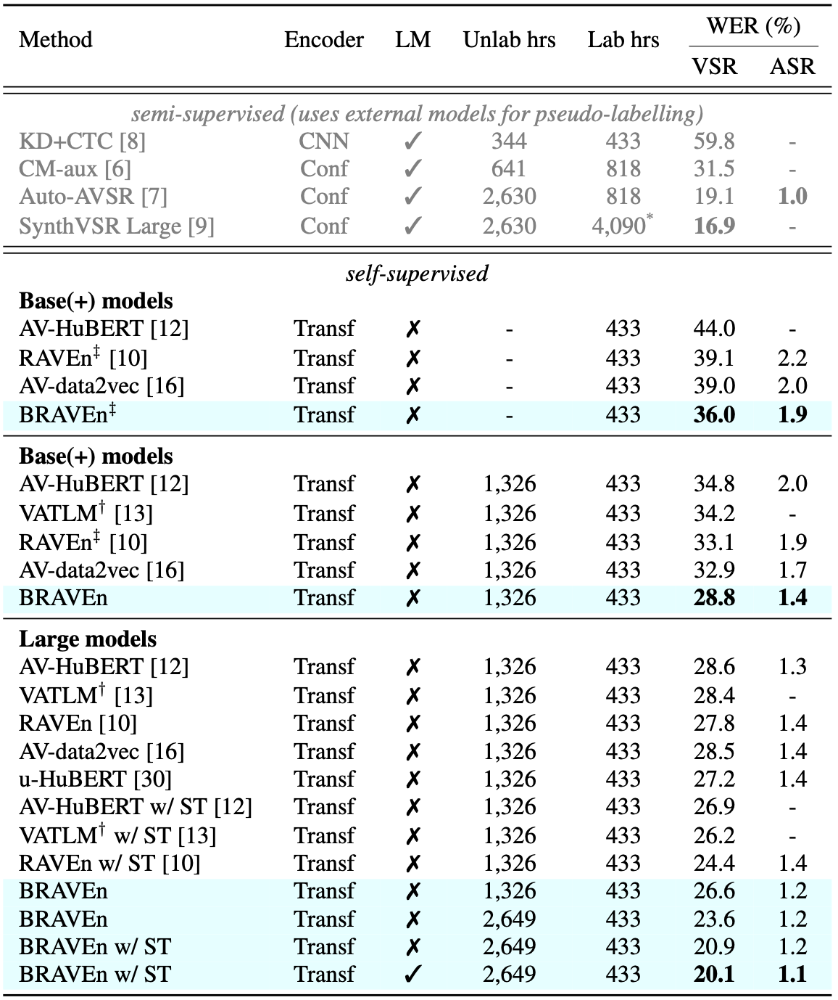 Method Encoder LM Unlab hrs Lab hrs WER (%)
VSR ASR
semi-supervised (uses external models for pseudo-labelling)
KD+CTC [8] CNN ✓ 344 433 59.8 -
CM-aux [6] Conf ✓ 641 818 31.5 -
Auto-AVSR [7] Conf ✓ 2,630 818 19.1 1.0
SynthVSR Large [9] Conf ✓ 2,630 4,090* 16.9 -
self-supervised
Base(+) models
AV-HuBERT [12] Transf ✗ - 433 44.0 -
RAVEn‡ [10] Transf ✗ - 433 39.1 2.2
AV-data2vec [16] Transf ✗ - 433 39.0 2.0
BRAVEn‡ Transf ✗ - 433 36.0 1.9
Base(+) models
AV-HuBERT [12] Transf ✗ 1,326 433 34.8 2.0
VATLM† [13] Transf ✗ 1,326 433 34.2 -
RAVEn‡ [10] Transf ✗ 1,326 433 33.1 1.9
AV-data2vec [16] Transf ✗ 1,326 433 32.9 1.7
BRAVEn Transf ✗ 1,326 433 28.8 1.4
Large models
AV-HuBERT [12] Transf ✗ 1,326 433 28.6 1.3
VATLM† [13] Transf ✗ 1,326 433 28.4 -
RAVEn [10] Transf ✗ 1,326 433 27.8 1.4
AV-data2vec [16] Transf ✗ 1,326 433 28.5 1.4
u-HuBERT [30] Transf ✗ 1,326 433 27.2 1.4
AV-HuBERT w/ ST [12] Transf ✗ 1,326 433 26.9 -
VATLM† w/ ST [13] Transf ✗ 1,326 433 26.2 -
RAVEn w/ ST [10] Transf ✗ 1,326 433 24.4 1.4
BRAVEn Transf ✗ 1,326 433 26.6 1.2
BRAVEn Transf ✗ 2,649 433 23.6 1.2
BRAVEn w/ ST Transf ✗ 2,649 433 20.9 1.2
BRAVEn w/ ST Transf ✓ 2,649 433 20.1 1.1